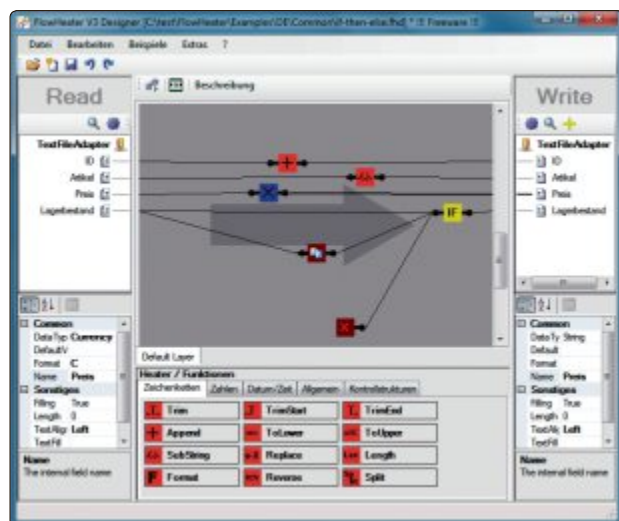 FlowHeater V3 Designer [C:\test\FlowHeater\Examples\DE\Common\if-then-else.fhd] * !! Freeware !!
Datei Bearbeiten Beispiele Extras ?
Read
Beschreibung
Write
TextFileAdapter
ID
Artikel
Preis
Lagerbestand
IF
TextFileAdapter
ID
Artikel
Preis
Lagerbestand
Common
DataTyp Currency
DefaultV
Format C
Name Preis
Sonstiges
Filling True
Length 0
TextAlig Left
TextFill
Name
The internal field name
Default Layer
Heater / Funktionen
Zeichenketten Zahlen Datum/Zeit Allgemein Kontrollstrukturen
Trim TrimStart TrimEnd
Append ToLower ToUpper
SubString Replace Length
Format Reverse Split
Common
DataTy String
Default
Format
Name Preis
Sonstiges
Filling True
Length 0
TextAli Left
TextFill
Name
The internal field name